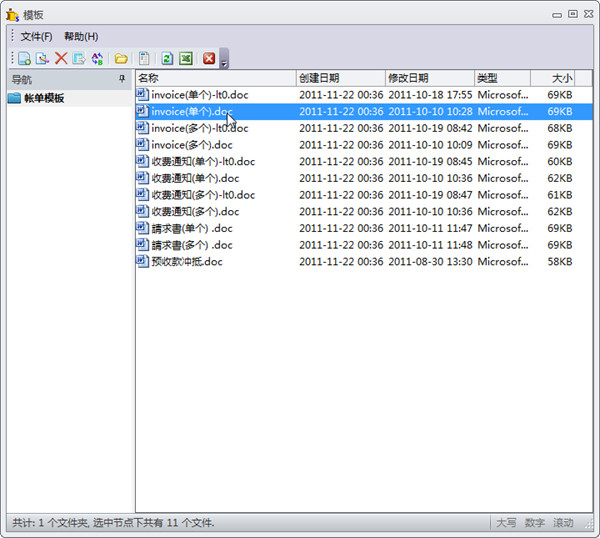 模板
文件(F) 帮助(H)
导航
帐单模板
名称 创建日期 修改日期 类型 大小
invoice(单个)-lt0.doc 2011-11-22 00:36 2011-10-18 17:55 Microsof... 69KB
invoice(单个).doc 2011-11-22 00:36 2011-10-10 10:28 Microsof... 69KB
invoice(多个)-lt0.doc 2011-11-22 00:36 2011-10-19 08:42 Microsof... 68KB
invoice(多个).doc 2011-11-22 00:36 2011-10-10 10:09 Microsof... 69KB
收费通知(单个)-lt0.doc 2011-11-22 00:36 2011-10-19 08:45 Microsof... 60KB
收费通知(单个).doc 2011-11-22 00:36 2011-10-10 10:36 Microsof... 62KB
收费通知(多个)-lt0.doc 2011-11-22 00:36 2011-10-19 08:47 Microsof... 61KB
收费通知(多个).doc 2011-11-22 00:36 2011-10-10 10:36 Microsof... 62KB
請求書(单个) .doc 2011-11-22 00:36 2011-10-11 11:47 Microsof... 69KB
請求書(多个) .doc 2011-11-22 00:36 2011-10-11 11:48 Microsof... 69KB
预收款冲抵.doc 2011-11-22 00:36 2011-08-30 13:30 Microsof... 58KB
共计: 1 个文件夹, 选中节点下共有 11 个文件.
大写 数字 滚动